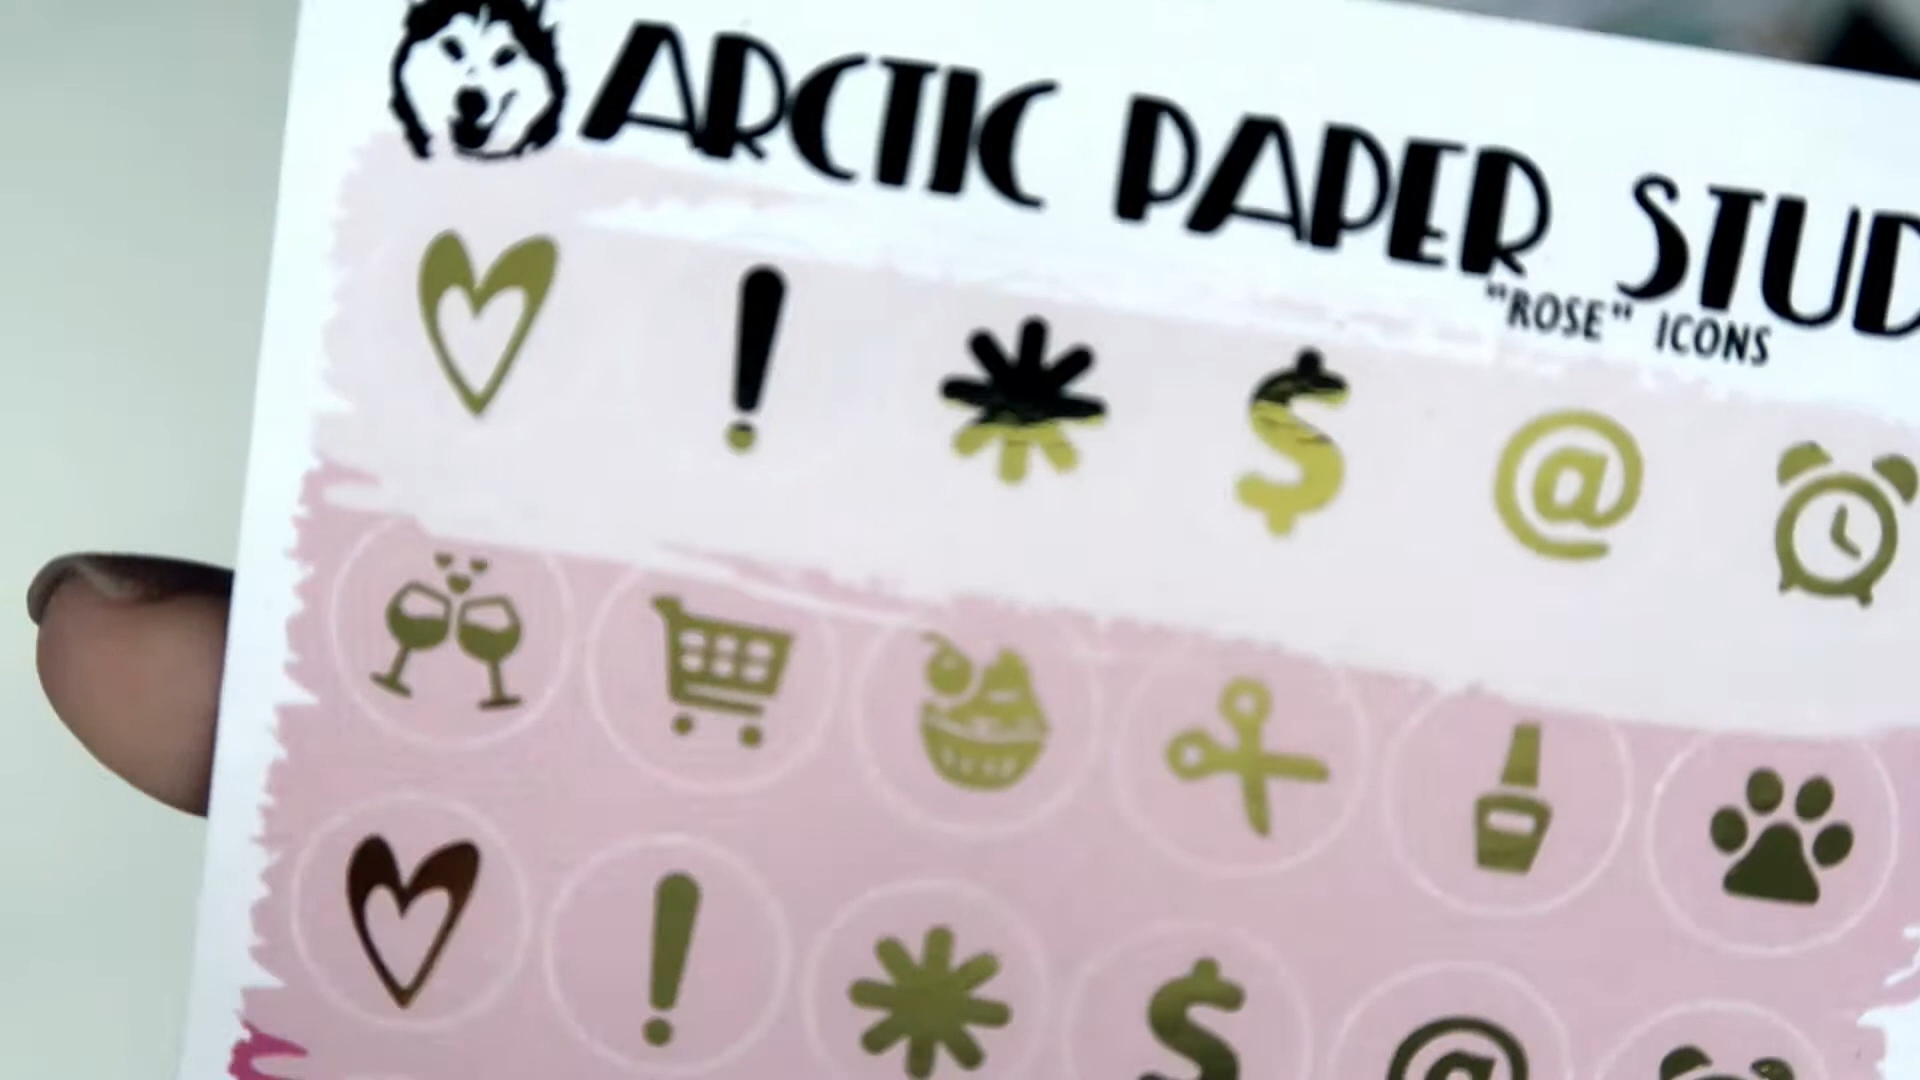 ARCTIC PAPER STUD
"ROSE" ICONS
! * $ @
! * $ @